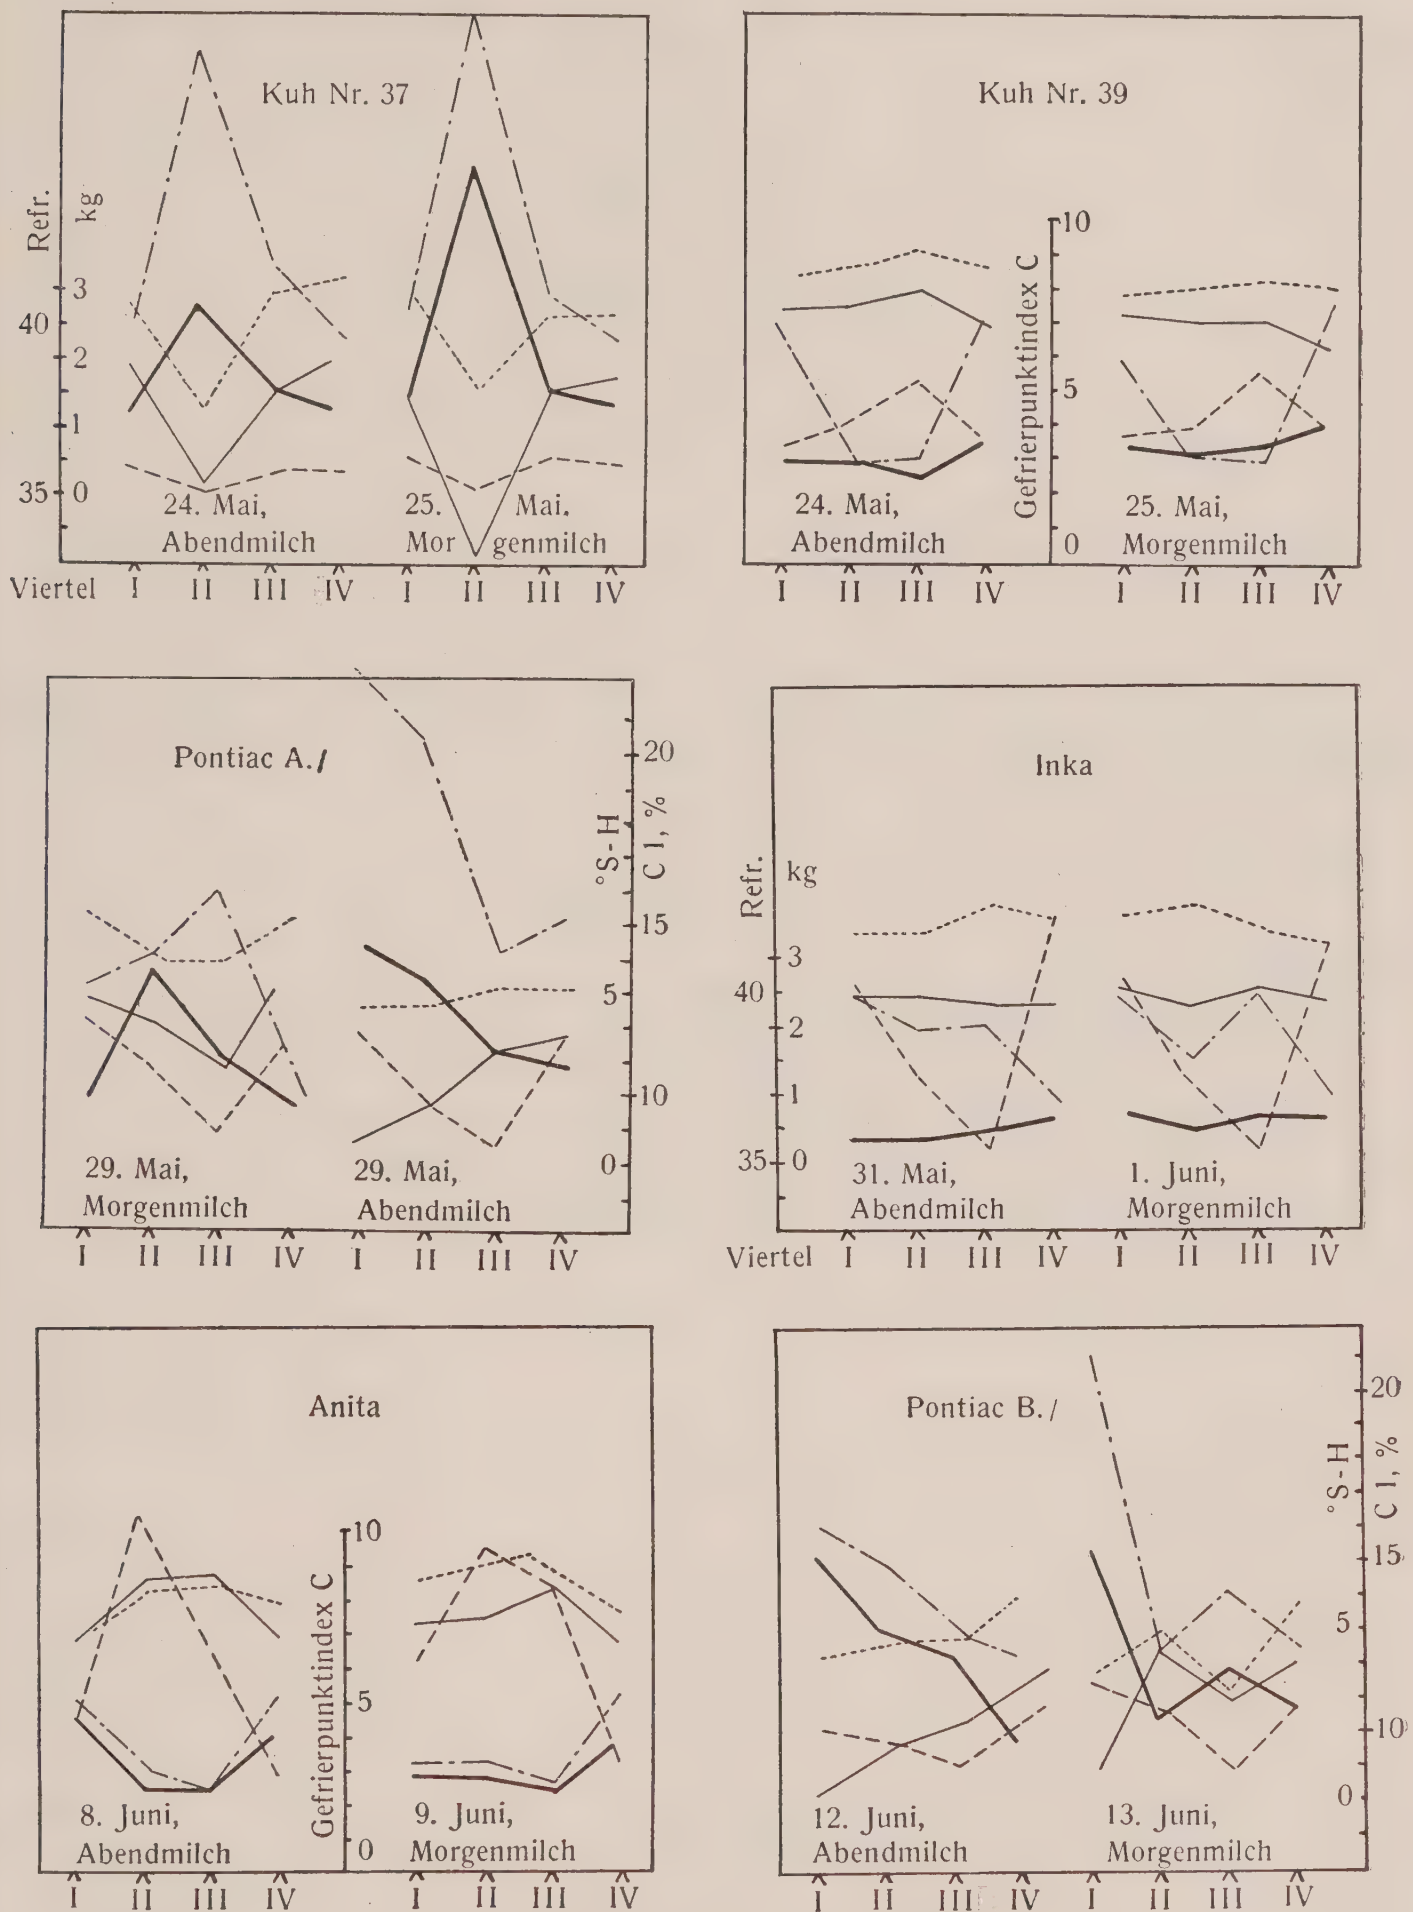 Kuh Nr. 37
Refr.
kg
3
40
2
1
35
0
24. Mai,
Abendmilch
25. Mai.
Mor genmilch
Viertel I II III IV I II III IV
Kuh Nr. 39
10
Gefrierpunktindex C
5
0
24. Mai,
Abendmilch
25. Mai,
Morgenmilch
I II III IV I II III IV
Pontiac A./
20
°S-H
Cl, %
15
5
10
0
29. Mai,
Morgenmilch
29. Mai,
Abendmilch
I II III IV I II III IV
Inka
Refr.
kg
3
40
2
1
35
0
31. Mai,
Abendmilch
1. Juni,
Morgenmilch
Viertel I II III IV I II III IV
Anita
10
Gefrierpunktindex C
5
0
8. Juni,
Abendmilch
9. Juni,
Morgenmilch
I II III IV I II III IV
Pontiac B./
20
°S-H
Cl, %
15
5
10
0
12. Juni,
Abendmilch
13. Juni,
Morgenmilch
I II III IV I II III IV